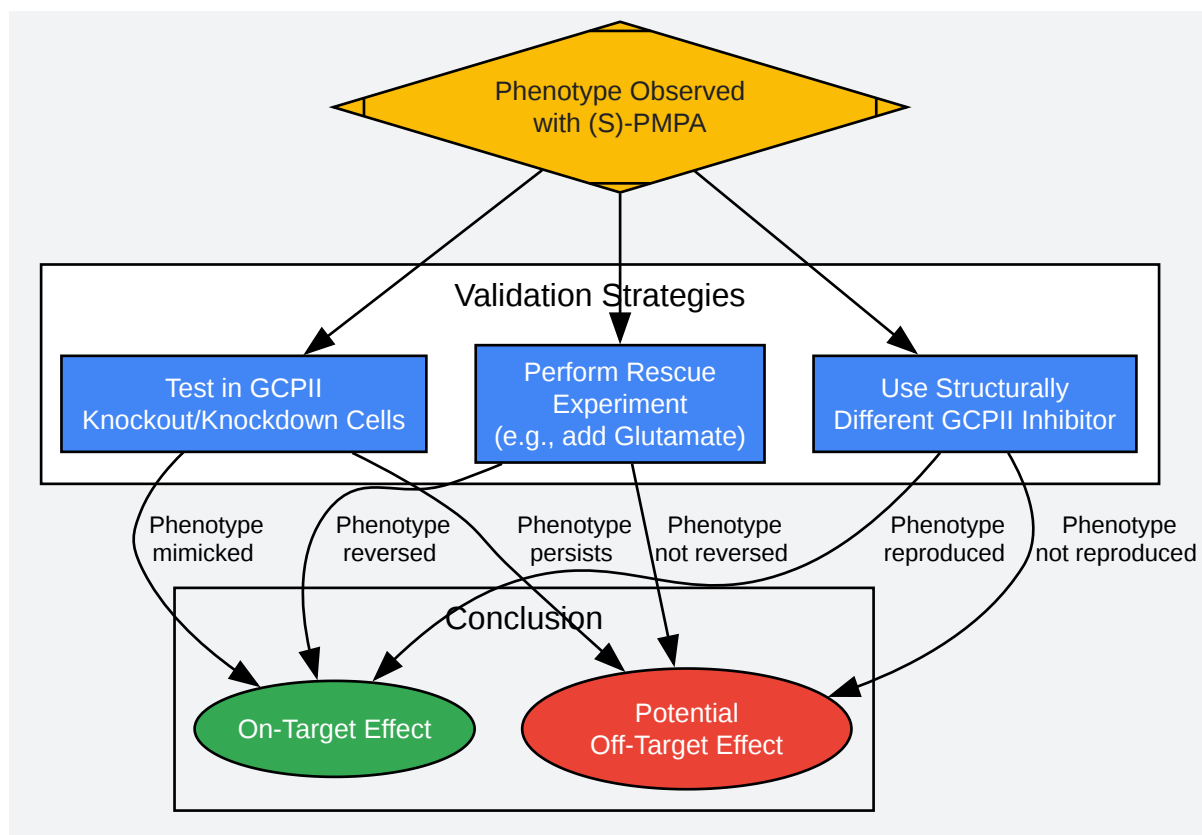 Phenotype Observed
with (S)-PMPA
Validation Strategies
Test in GCPII
Knockout/Knockdown Cells
Perform Rescue
Experiment
(e.g., add Glutamate)
Use Structurally
Different GCPII Inhibitor
Phenotype
mimicked
Phenotype
reversed
Phenotype
persists
Phenotype
not reversed
Phenotype
reproduced
Phenotype
not reproduced
Conclusion
On-Target Effect
Potential
Off-Target Effect